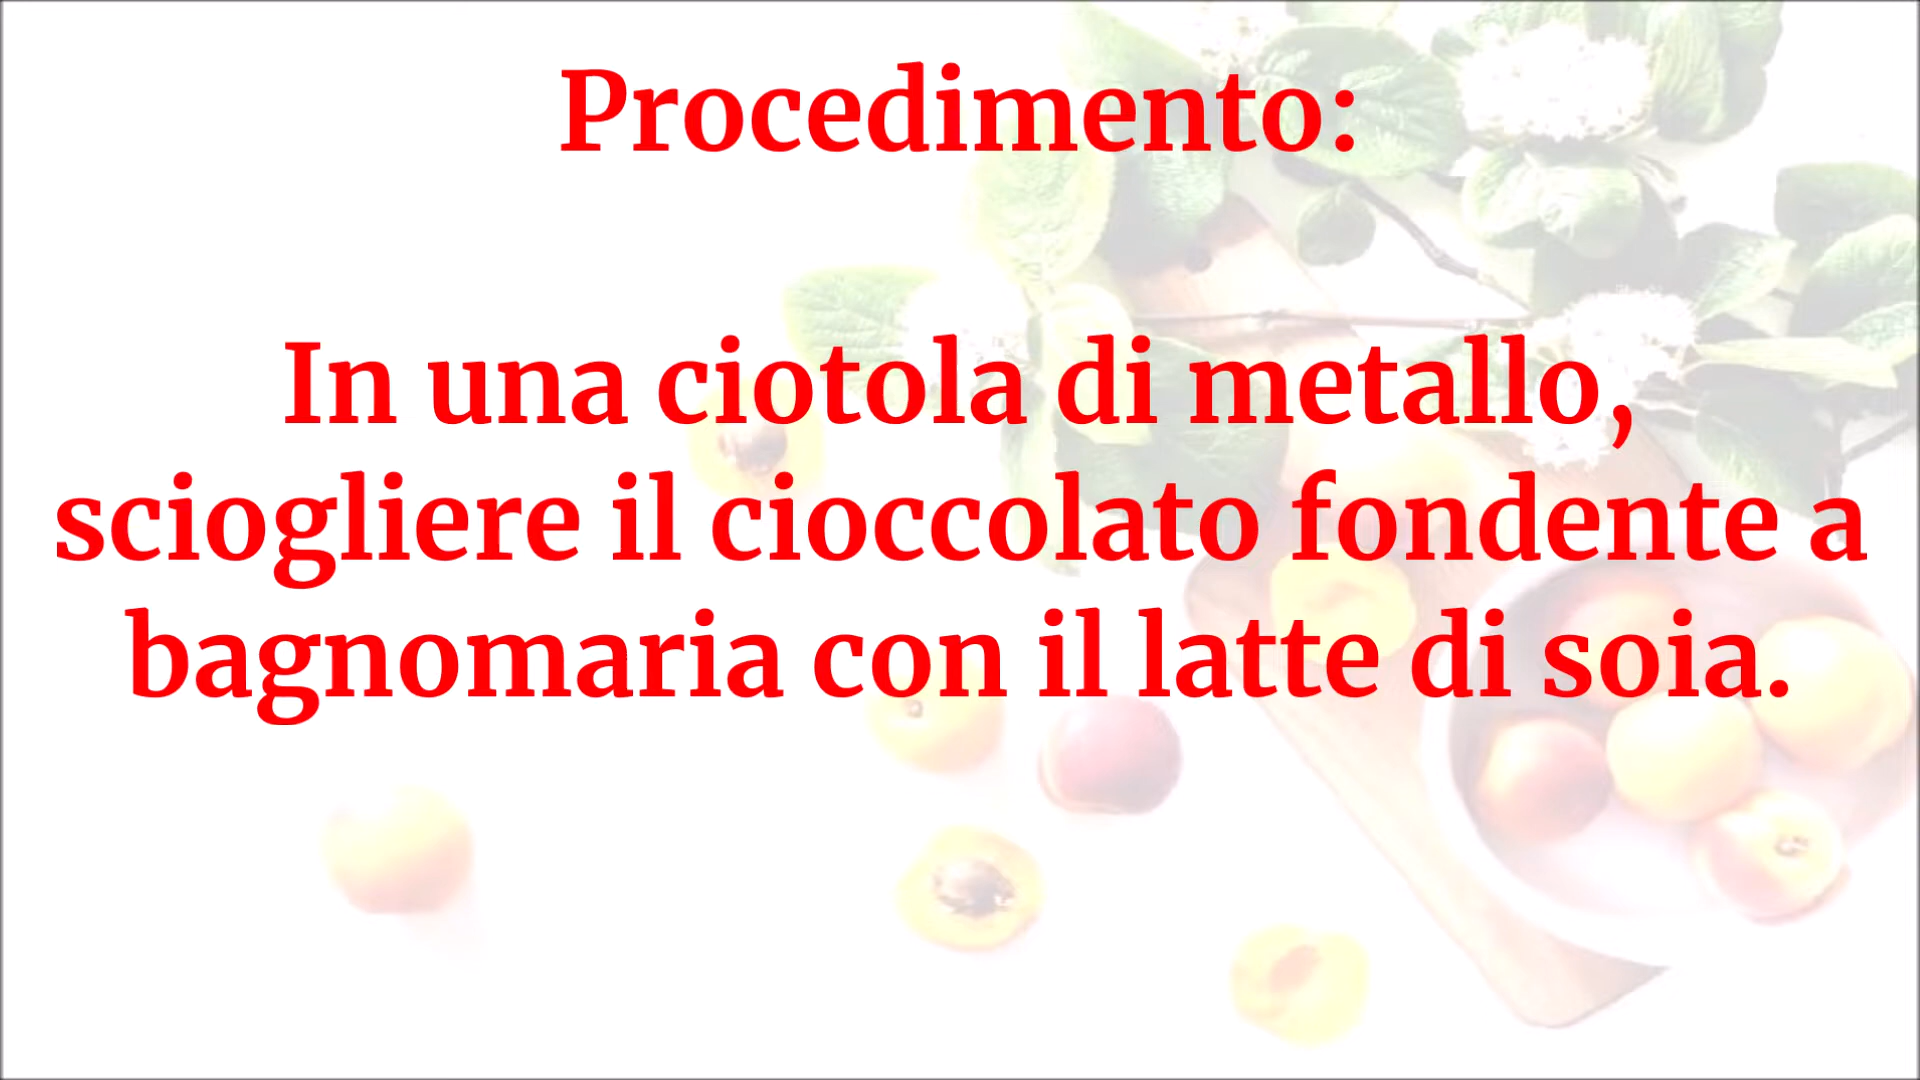 Procedimento:
In una ciotola di metallo,
sciogliere il cioccolato fondente a
bagnomaria con il latte di soia.